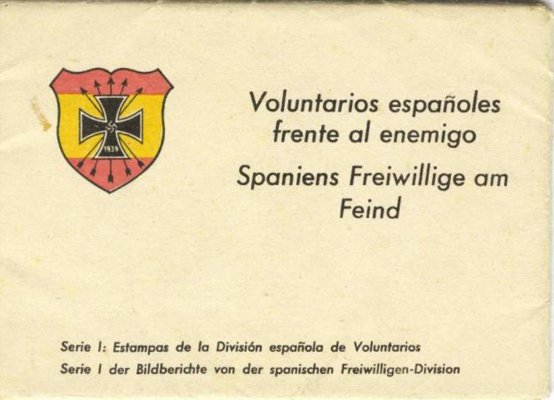 1939
Voluntarios españoles
frente al enemigo
Spaniens Freiwillige am
Feind
Serie I: Estampas de la División española de Voluntarios
Serie I der Bildberichte von der spanischen Freiwilligen-Division